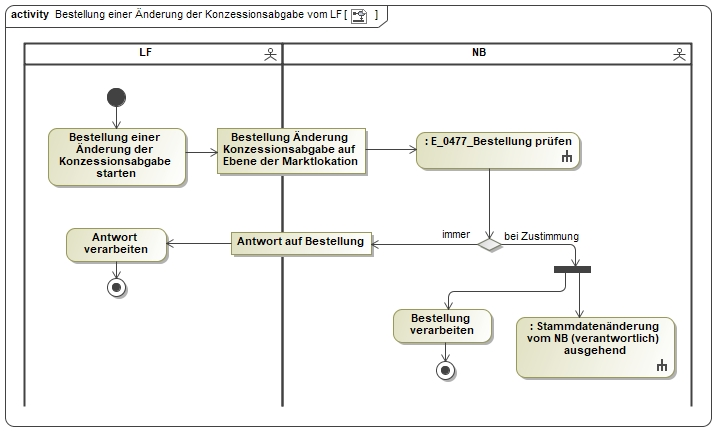 activity Bestellung einer Änderung der Konzessionsabgabe vom LF [ ]
LF
NB
Bestellung einer
Änderung der
Konzessionsabgabe
starten
Bestellung Änderung
Konzessionsabgabe auf
Ebene der Marktlokation
: E_0477_Bestellung prüfen
immer
bei Zustimmung
Antwort auf Bestellung
Antwort
verarbeiten
Bestellung
verarbeiten
: Stammdatenänderung
vom NB (verantwortlich)
ausgehend